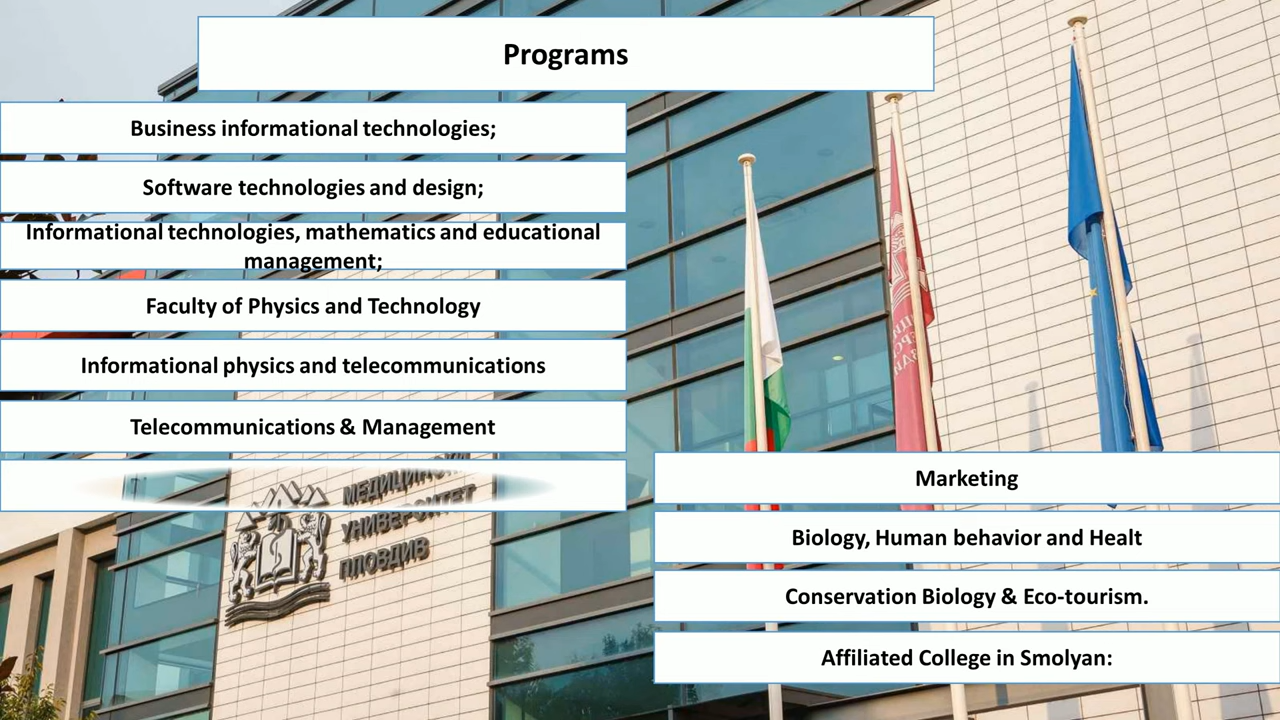 Programs
Business informational technologies;
Software technologies and design;
Informational technologies, mathematics and educational
management;
Faculty of Physics and Technology
Informational physics and telecommunications
Telecommunications & Management
МЕДИЦИНСКИ
УНИВЕРСИТЕТ
ПЛОВДИВ
Marketing
Biology, Human behavior and Healt
Conservation Biology & Eco-tourism.
Affiliated College in Smolyan: